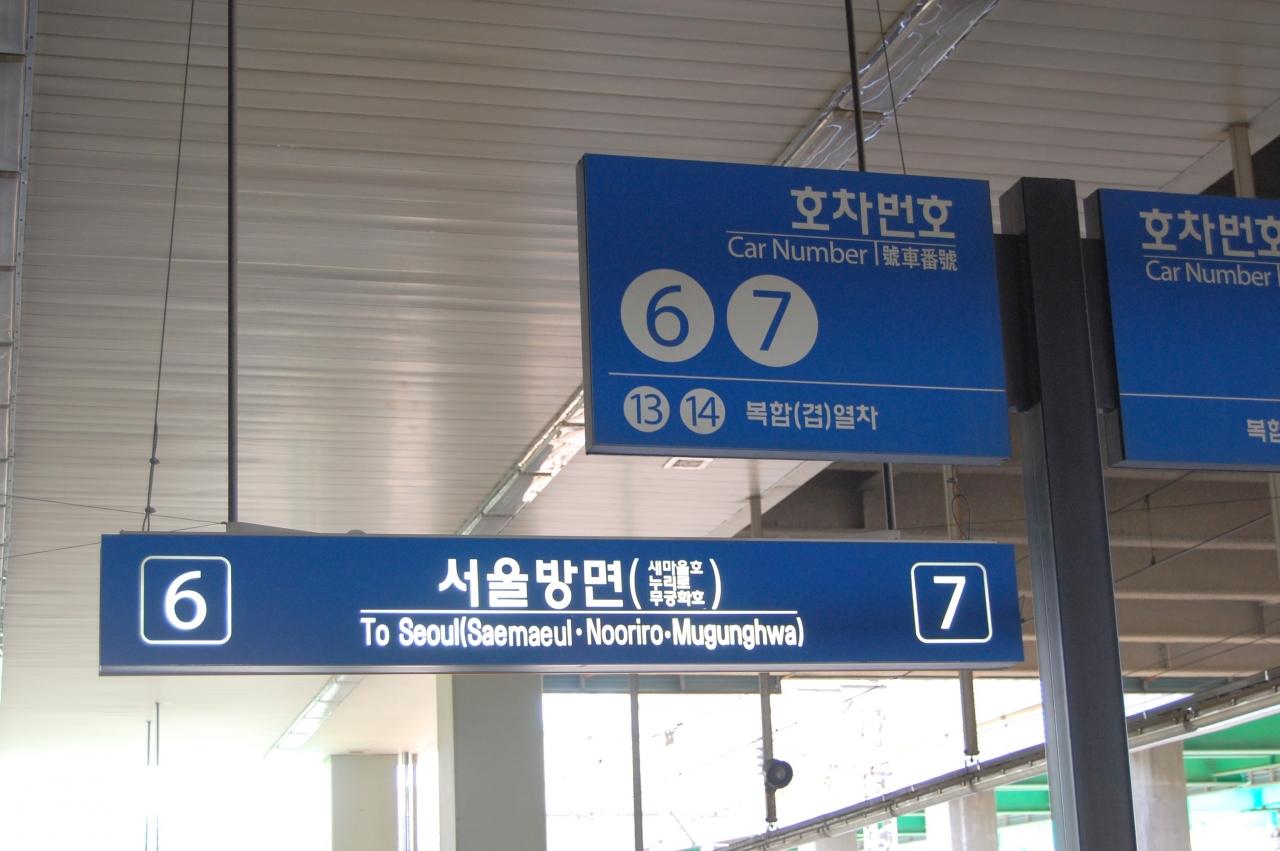 호차번호
Car Number 號車番號
6 7
13 14 복합(겹)열차
호차번호
Car Number
복합
6 서울방면(새마을호 누리로 무궁화호) 7
To Seoul(Saemaeul·Nooriro·Mugunghwa)